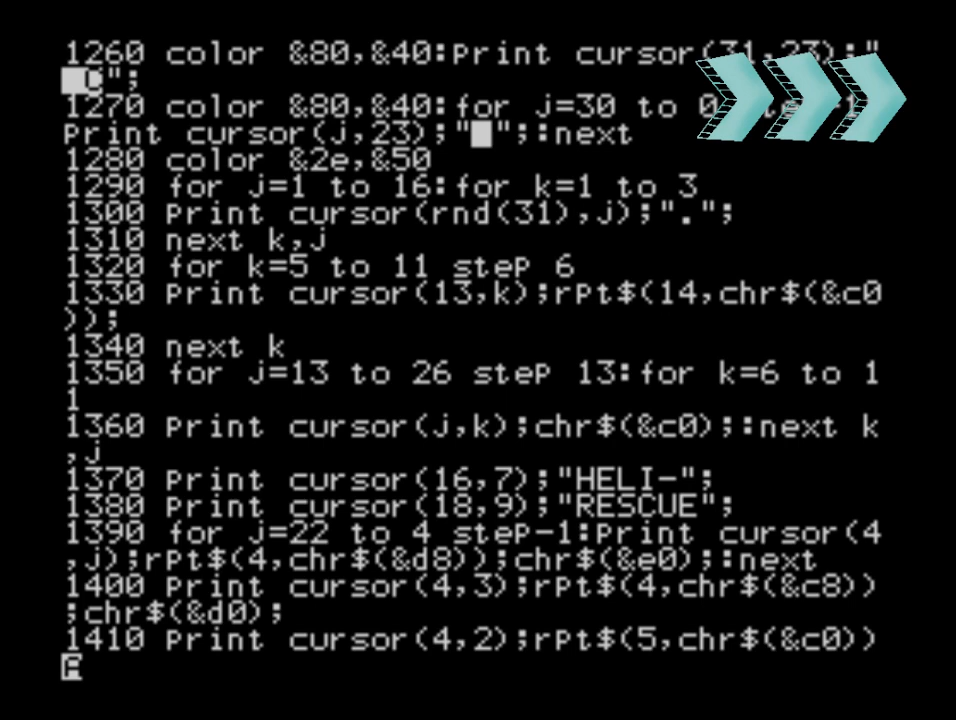 1260 color &80,&40:Print cursor(31,23);"
█C";
1270 color &80,&40:for j=30 to 0
Print cursor(j,23);"█";:next
1280 color &2e,&50
1290 for j=1 to 16:for k=1 to 3
1300 Print cursor(rnd(31),j);".";
1310 next k,j
1320 for k=5 to 11 steP 6
1330 Print cursor(13,k);rPt$(14,chr$(&c0
));
1340 next k
1350 for j=13 to 26 steP 13:for k=6 to 1
1
1360 Print cursor(j,k);chr$(&c0);:next k
,j
1370 Print cursor(16,7);"HELI-";
1380 Print cursor(18,9);"RESCUE";
1390 for j=22 to 4 steP-1:Print cursor(4
,j);rPt$(4,chr$(&d8));chr$(&e0);:next
1400 Print cursor(4,3);rPt$(4,chr$(&c8))
;chr$(&d0);
1410 Print cursor(4,2);rPt$(5,chr$(&c0))